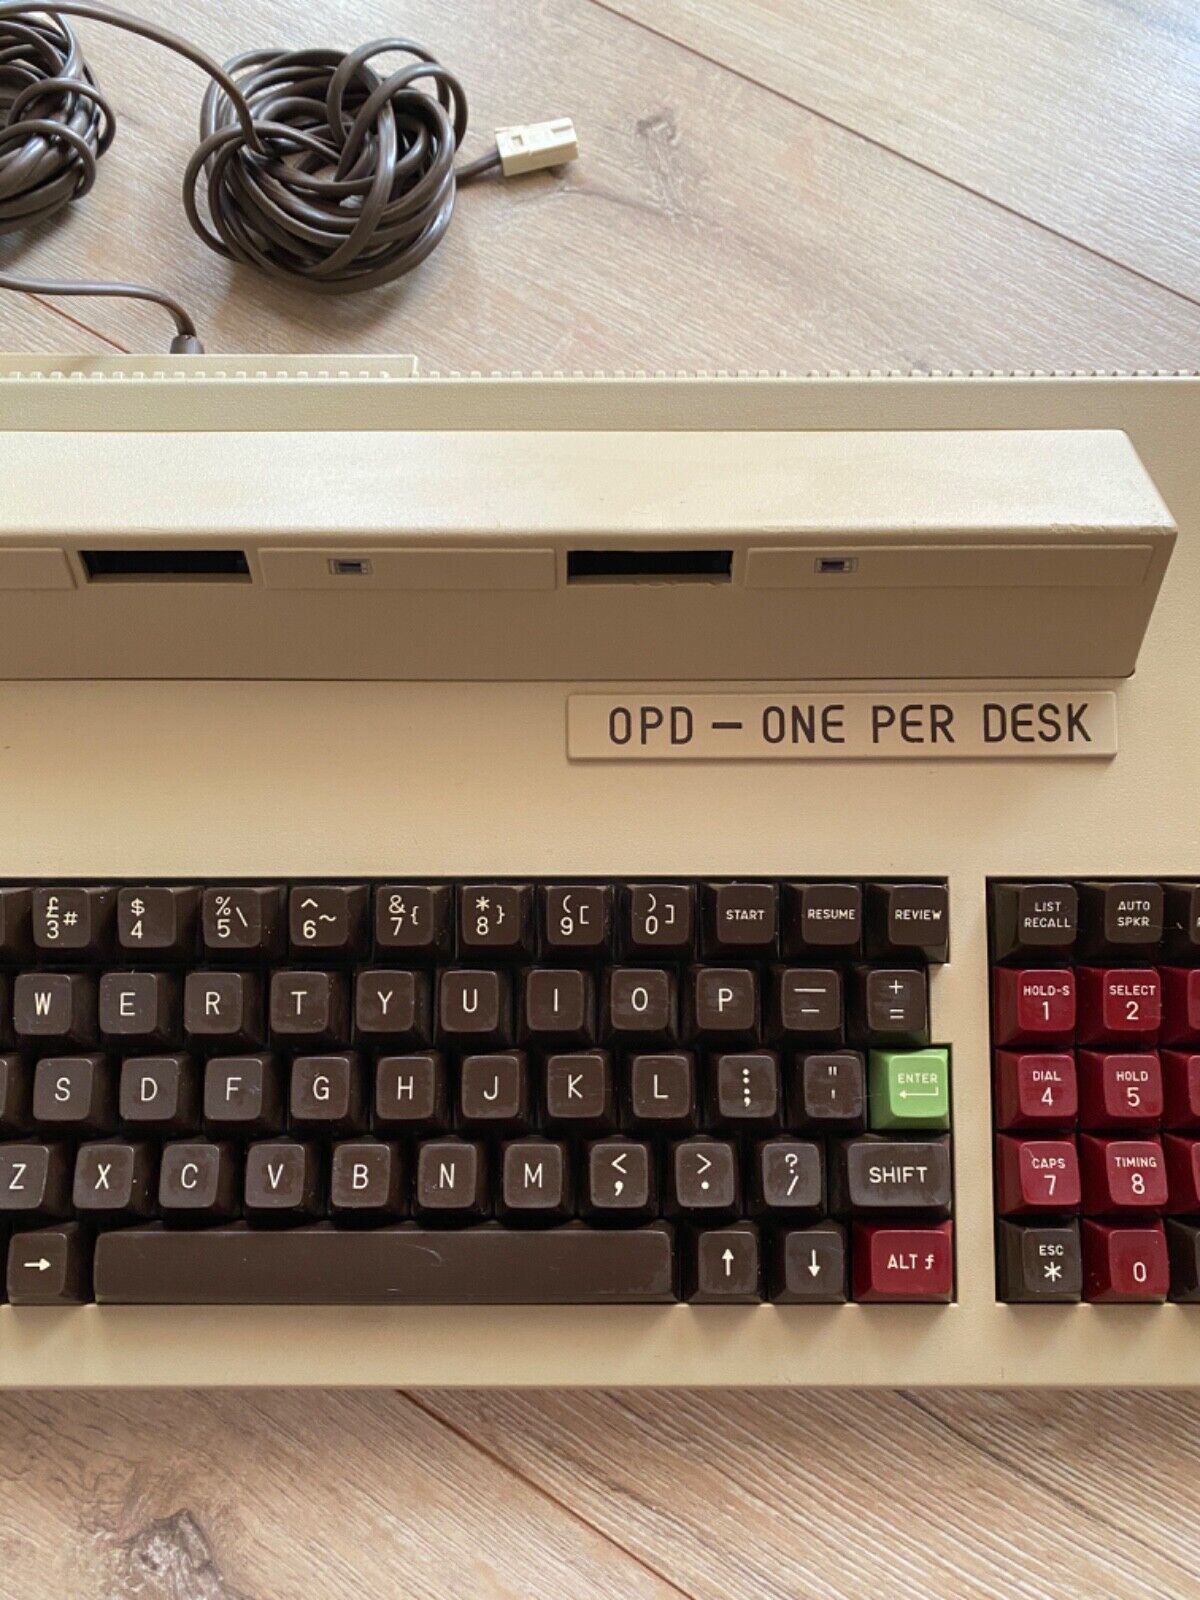 OPD – ONE PER DESK
£ 3 # $ 4 % 5 \ ^ 6 ~ & 7 { * 8 } ( 9 [ ) 0 ] START RESUME REVIEW LIST RECALL AUTO SPKR
W E R T Y U I O P — - + = HOLD-S 1 SELECT 2
S D F G H J K L : ; " ' ENTER DIAL 4 HOLD 5
Z X C V B N M < , > . ? / SHIFT CAPS 7 TIMING 8
→ ↑ ↓ ALT ƒ ESC * 0